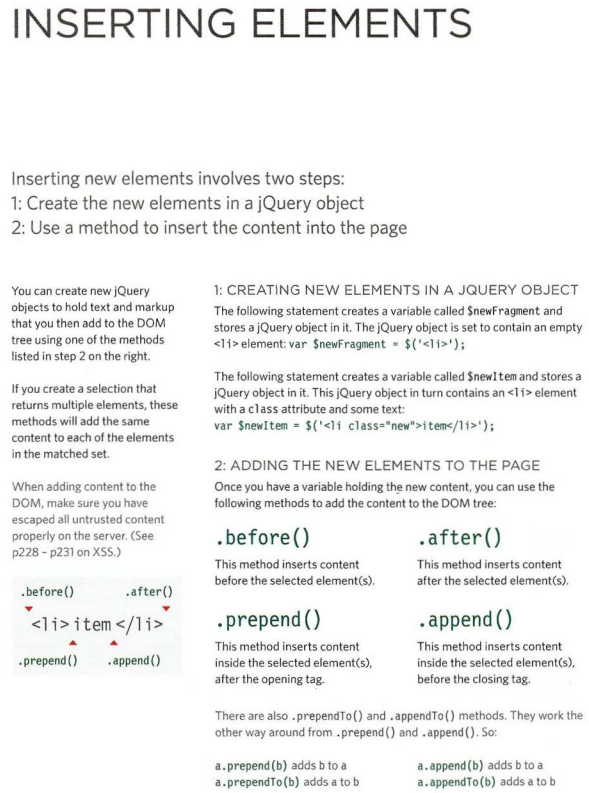 INSERTING ELEMENTS
Inserting new elements involves two steps:
1: Create the new elements in a jQuery object
2: Use a method to insert the content into the page
You can create new jQuery
objects to hold text and markup
that you then add to the DOM
tree using one of the methods
listed in step 2 on the right.
If you create a selection that
returns multiple elements, these
methods will add the same
content to each of the elements
in the matched set.
When adding content to the
DOM, make sure you have
escaped all untrusted content
properly on the server. (See
p228 – p231 on XSS.)
.before() .after()
<li>item</li>
.prepend() .append()
1: CREATING NEW ELEMENTS IN A JQUERY OBJECT
The following statement creates a variable called $newFragment and
stores a jQuery object in it. The jQuery object is set to contain an empty
<li> element: var $newFragment = $('<li>');
The following statement creates a variable called $newItem and stores a
jQuery object in it. This jQuery object in turn contains an <li> element
with a class attribute and some text:
var $newItem = $('<li class="new">item</li>');
2: ADDING THE NEW ELEMENTS TO THE PAGE
Once you have a variable holding the new content, you can use the
following methods to add the content to the DOM tree:
.before()
This method inserts content
before the selected element(s).
.after()
This method inserts content
after the selected element(s).
.prepend()
This method inserts content
inside the selected element(s),
after the opening tag.
.append()
This method inserts content
inside the selected element(s),
before the closing tag.
There are also .prependTo() and .appendTo() methods. They work the
other way around from .prepend() and .append(). So:
a.prepend(b) adds b to a
a.prependTo(b) adds a to b
a.append(b) adds b to a
a.appendTo(b) adds a to b